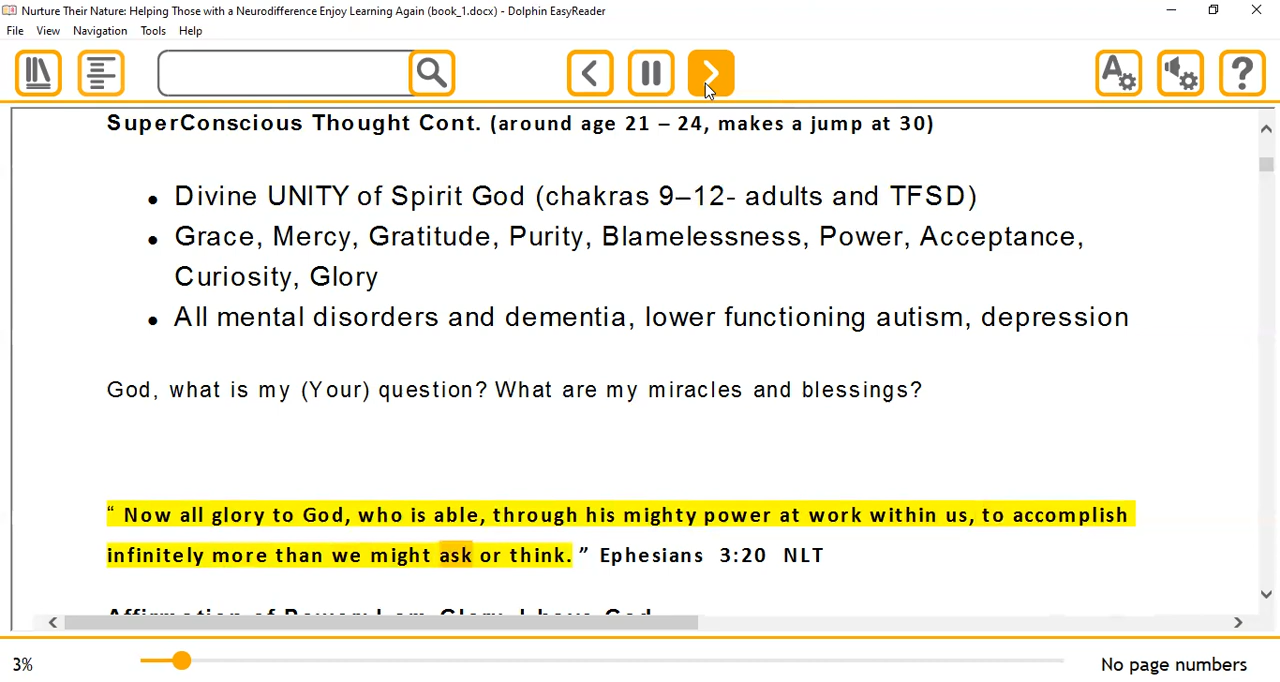 Nurture Their Nature: Helping Those with a Neurodifference Enjoy Learning Again (book_1.docx) - Dolphin EasyReader
File View Navigation Tools Help
SuperConscious Thought Cont. (around age 21 – 24, makes a jump at 30)
• Divine UNITY of Spirit God (chakras 9–12- adults and TFSD)
• Grace, Mercy, Gratitude, Purity, Blamelessness, Power, Acceptance,
Curiosity, Glory
• All mental disorders and dementia, lower functioning autism, depression
God, what is my (Your) question? What are my miracles and blessings?
“ Now all glory to God, who is able, through his mighty power at work within us, to accomplish
infinitely more than we might ask or think. ” Ephesians 3:20 NLT
3%
No page numbers